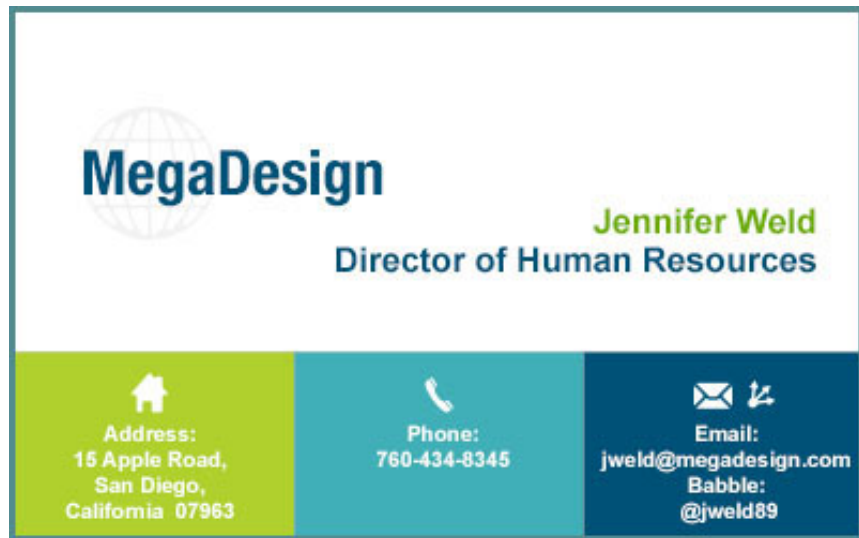 MegaDesign
Jennifer Weld
Director of Human Resources
Address:
15 Apple Road,
San Diego,
California 07963
Phone:
760-434-8345
Email:
jweld@megadesign.com
Babble:
@jweld89